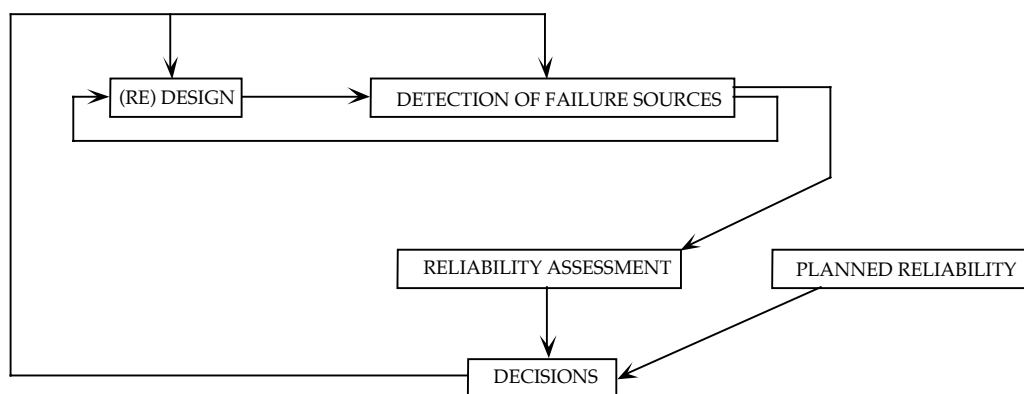 (RE) DESIGN
DETECTION OF FAILURE SOURCES
RELIABILITY ASSESSMENT
PLANNED RELIABILITY
DECISIONS